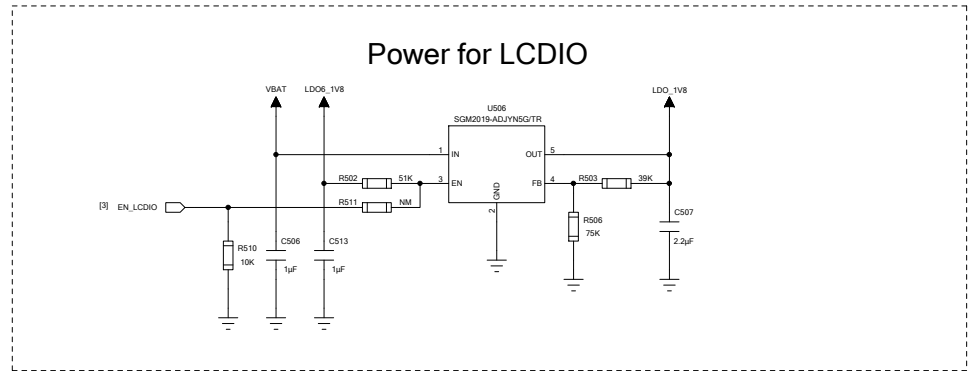 Power for LCDIO
VBAT
LDO6_1V8
LDO_1V8
U506
SGM2019-ADJYN5G/TR
1 IN
OUT 5
R502 51K
3 EN
FB 4
R503 39K
GND
2
[3] EN_LCDIO
R511 NM
R510
10K
C506
1µF
C513
1µF
R506
75K
C507
2.2µF